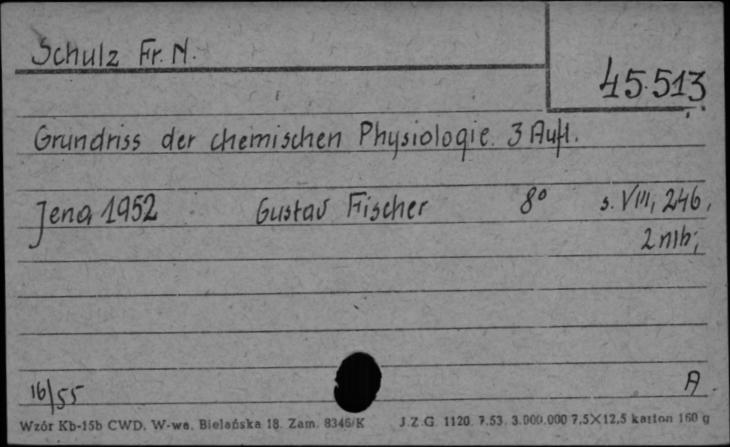 Schulz Fr. N.
45.513
Grundriss der chemischen Physiologie. 3 Aufl.
Jena 1952 Gustav Fischer 8° s. VIII, 246,
2 nlb;
16/55
A
Wzór Kb-15b CWD. W-wa. Bielańska 18. Zam. 8346/K J.Z.G. 1120. 7.53. 3.000.000 7,5×12,5 karton 160 g